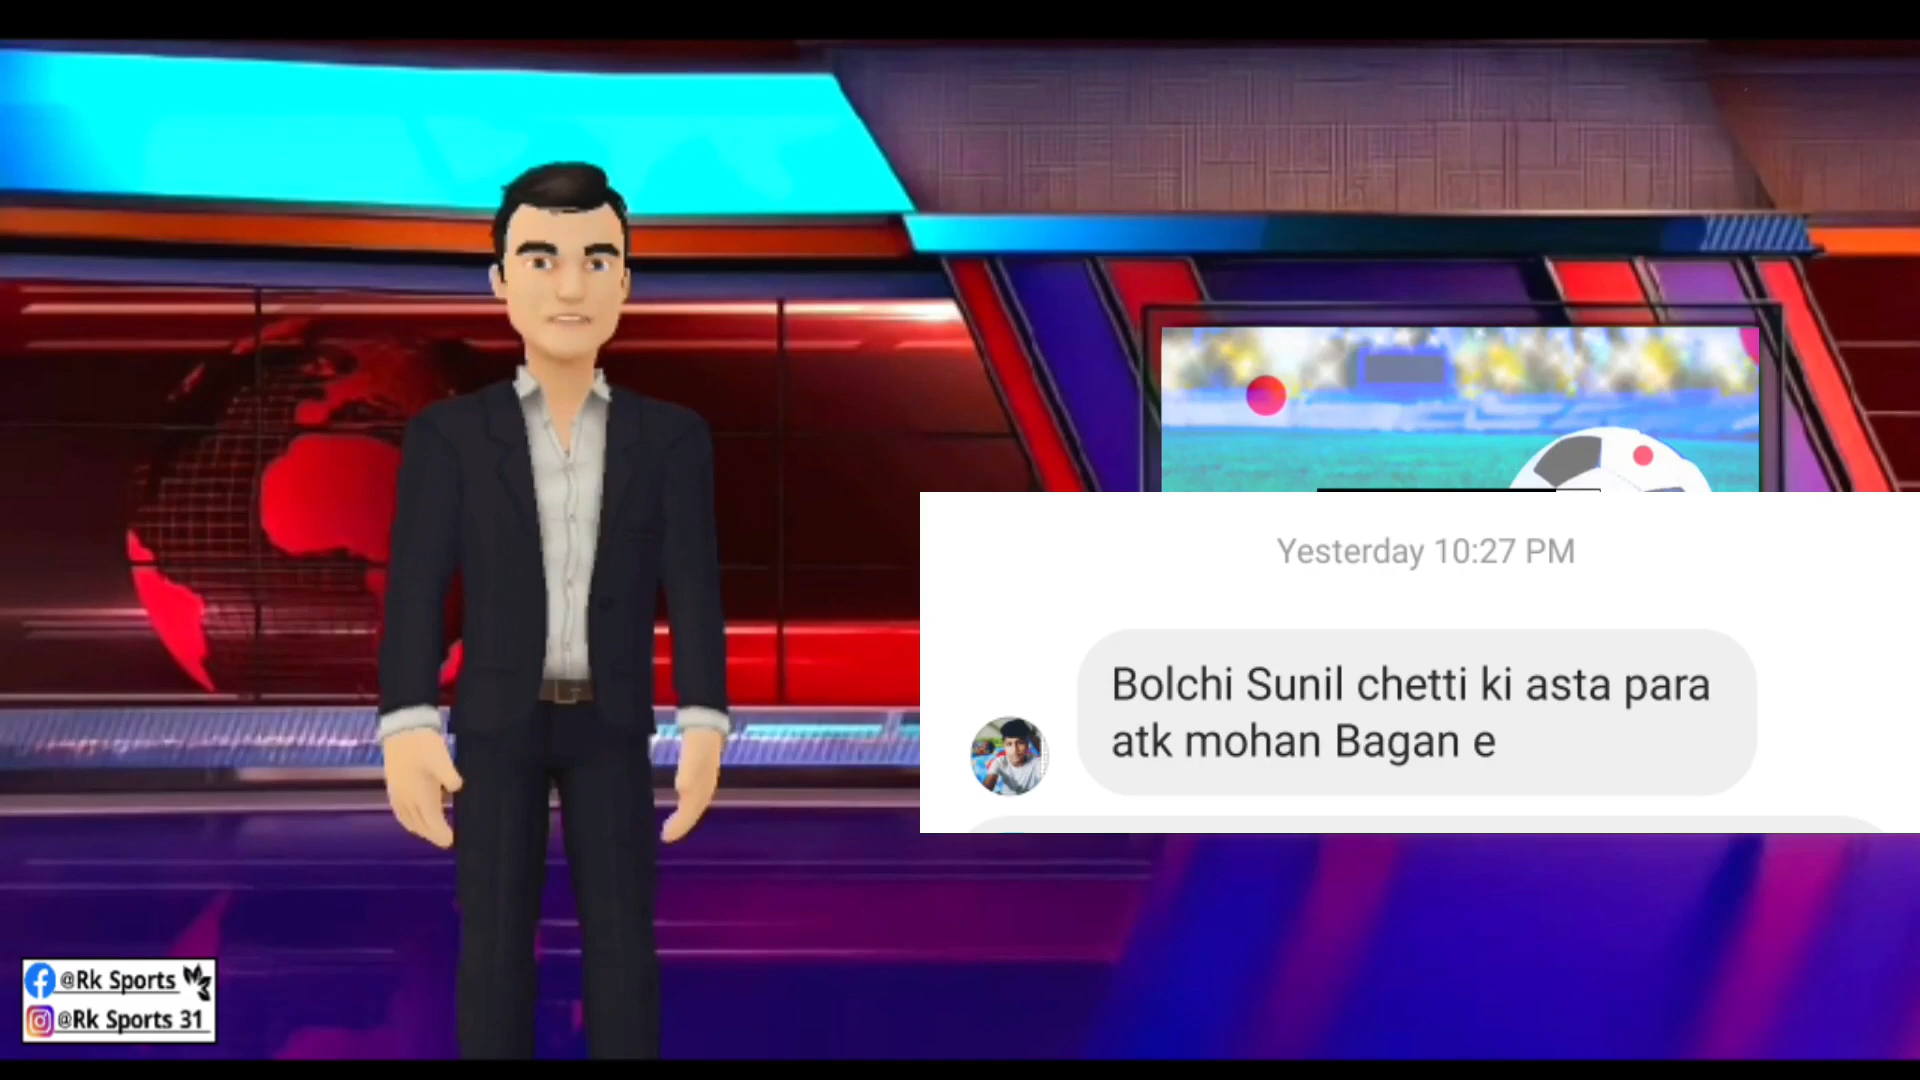 Yesterday 10:27 PM
Bolchi Sunil chetti ki asta para
atk mohan Bagan e
@Rk Sports
@Rk Sports 31